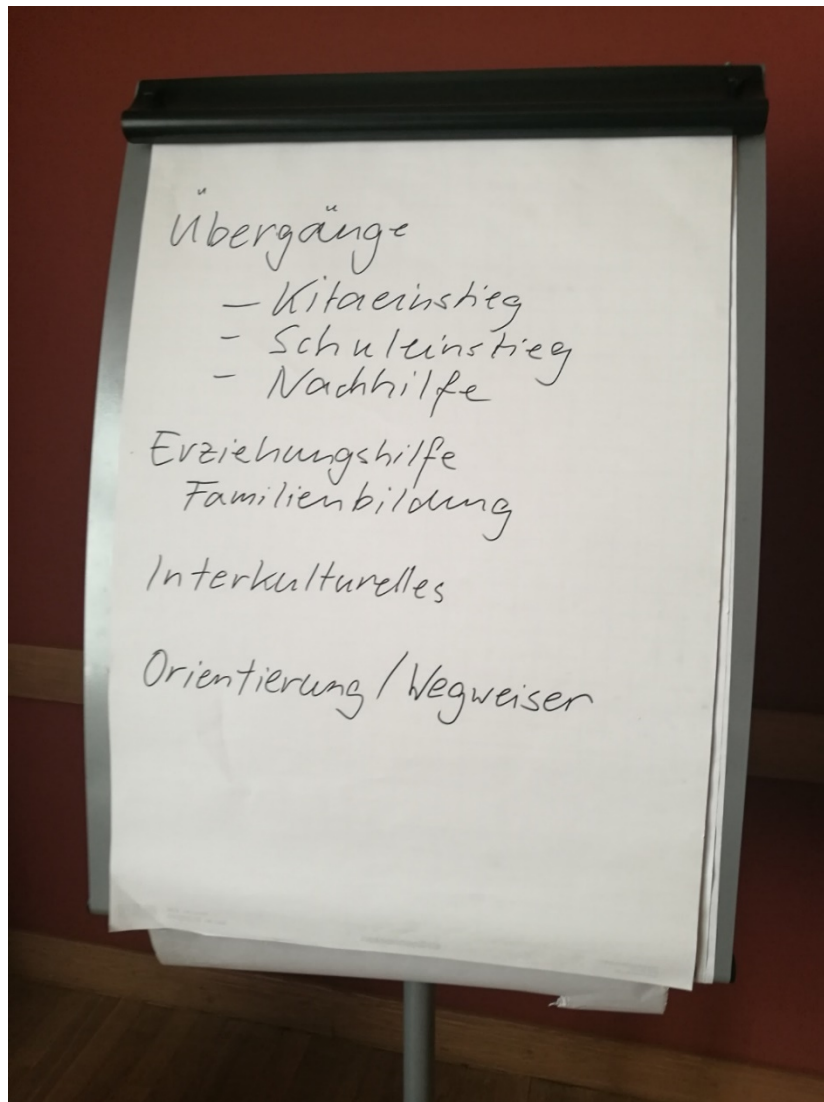 Übergänge
– Kitaeinstieg
– Schuleinstieg
– Nachhilfe
Erziehungshilfe
Familienbildung
Interkulturelles
Orientierung / Wegweiser